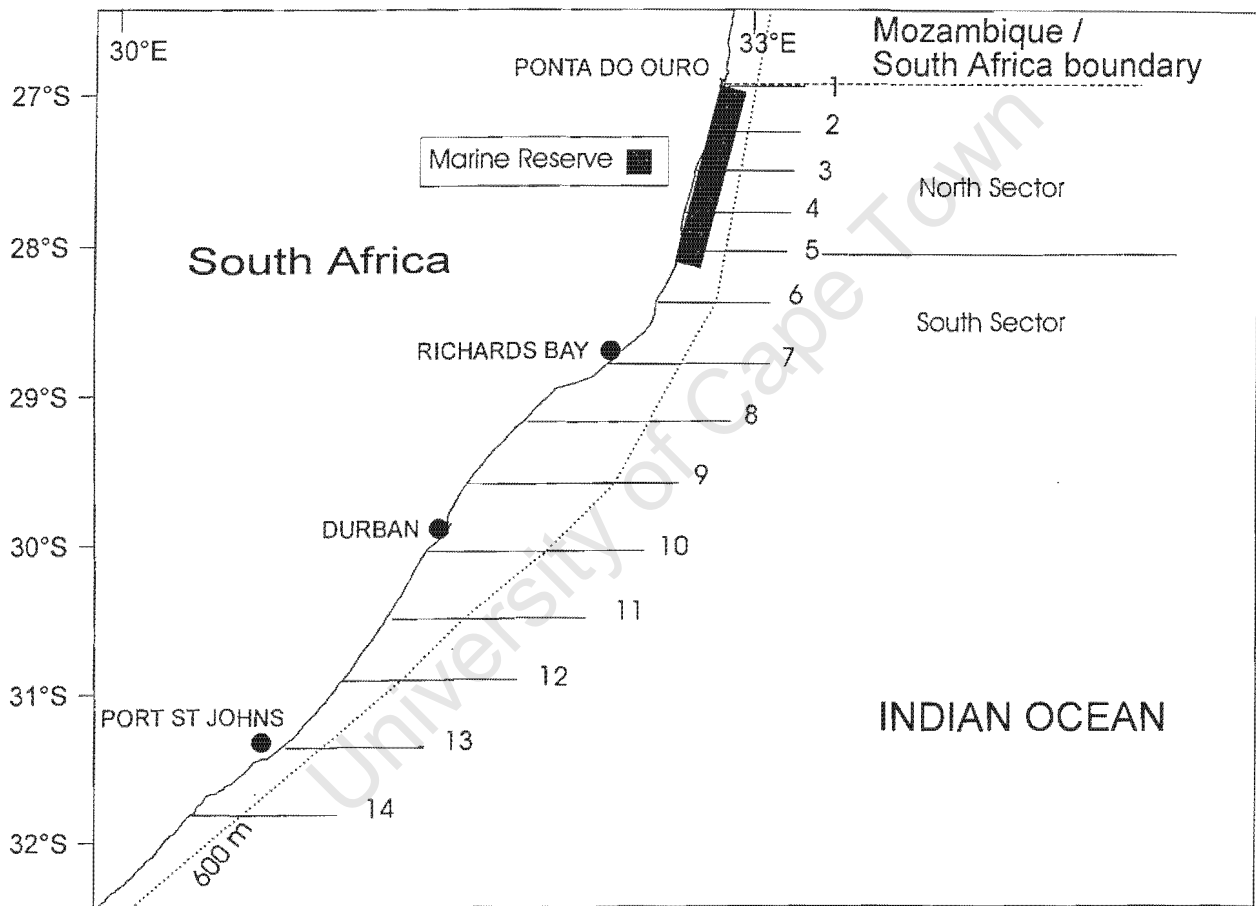 30°E
33°E
Mozambique /
South Africa boundary
PONTA DO OURO
27°S
1
2
Marine Reserve
3
North Sector
4
28°S
South Africa
5
6
South Sector
RICHARDS BAY
7
29°S
8
9
DURBAN
30°S
10
11
31°S
12
PORT ST JOHNS
INDIAN OCEAN
13
14
32°S
600 m
University of Cape Town